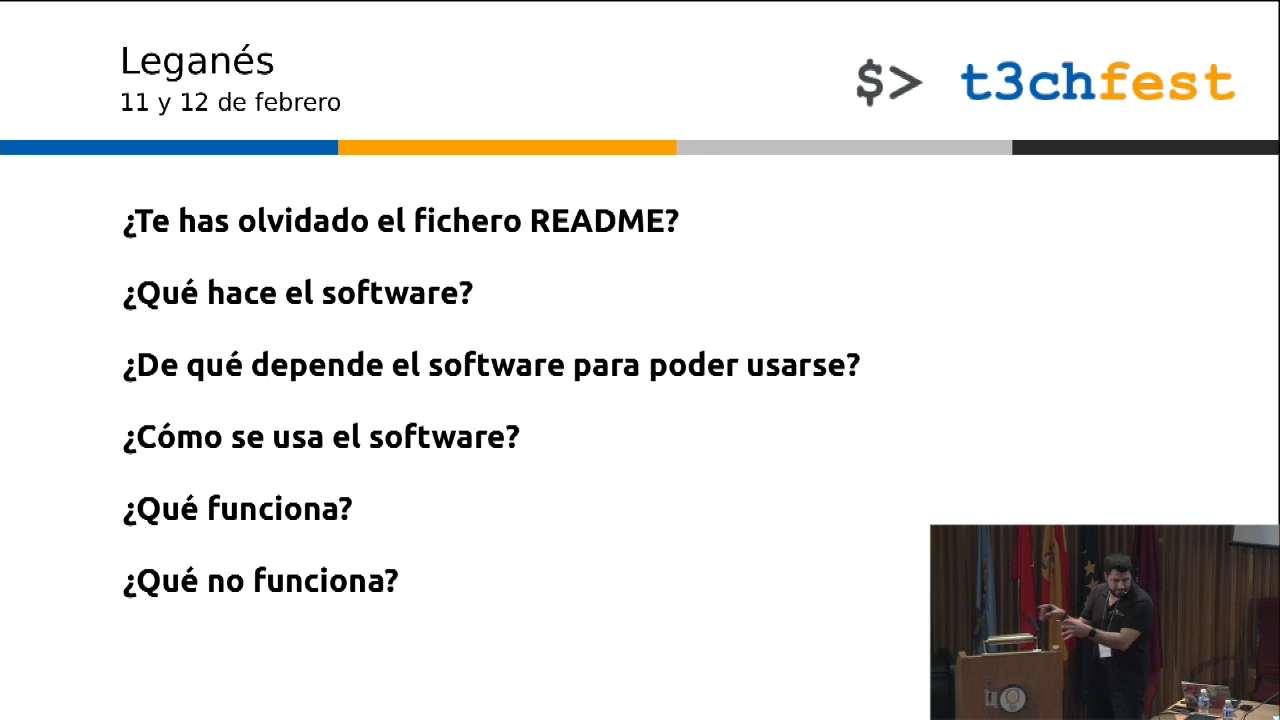 Leganés
11 y 12 de febrero
$> t3chfest
¿Te has olvidado el fichero README?
¿Qué hace el software?
¿De qué depende el software para poder usarse?
¿Cómo se usa el software?
¿Qué funciona?
¿Qué no funciona?